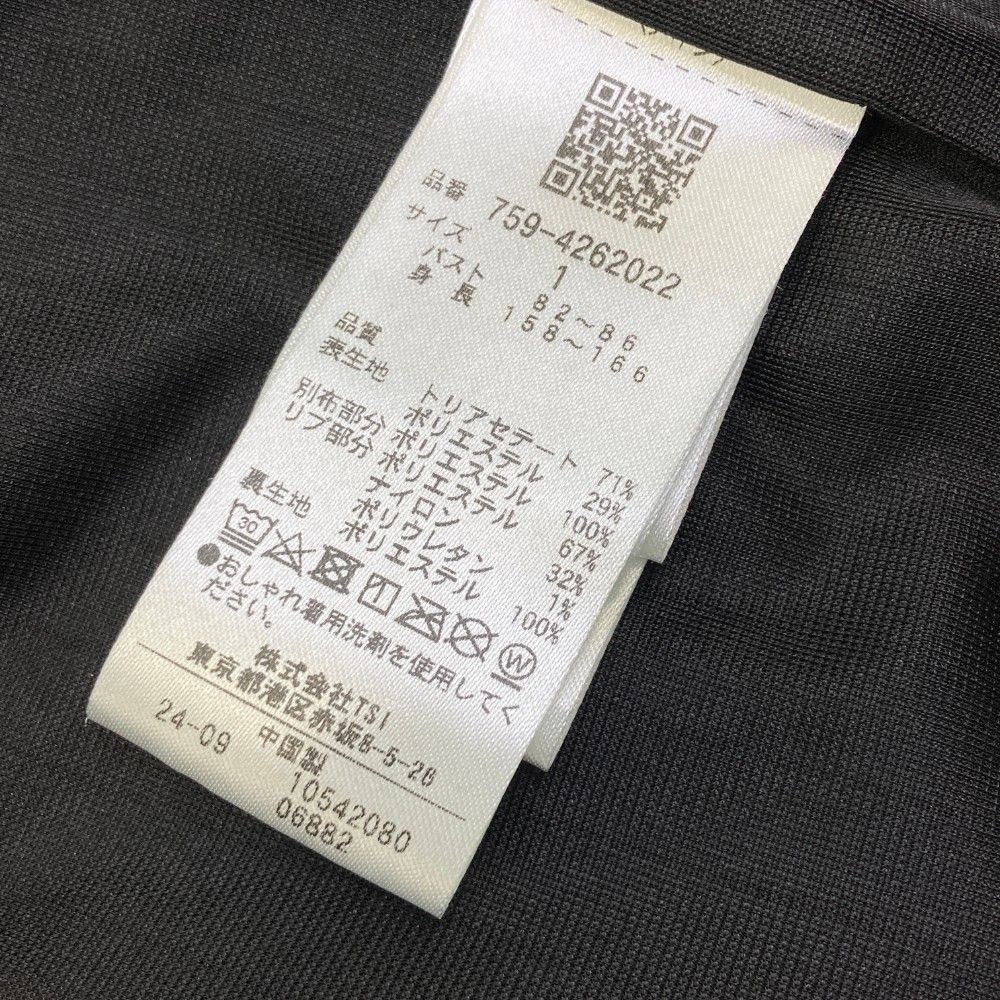 品番 759-4262022
サイズ 1
バスト 82～86
身長 158～166
品質
表生地 トリアセテート 71%
ポリエステル 29%
別布部分 ポリエステル 100%
リブ部分 ポリエステル 67%
ナイロン 32%
ポリウレタン 1%
裏生地 ポリエステル 100%
30 W
●おしゃれ着用洗剤を使用してく
ださい。
株式会社TSI
東京都港区赤坂8-5-26
24-09 中国製
10542080
06882